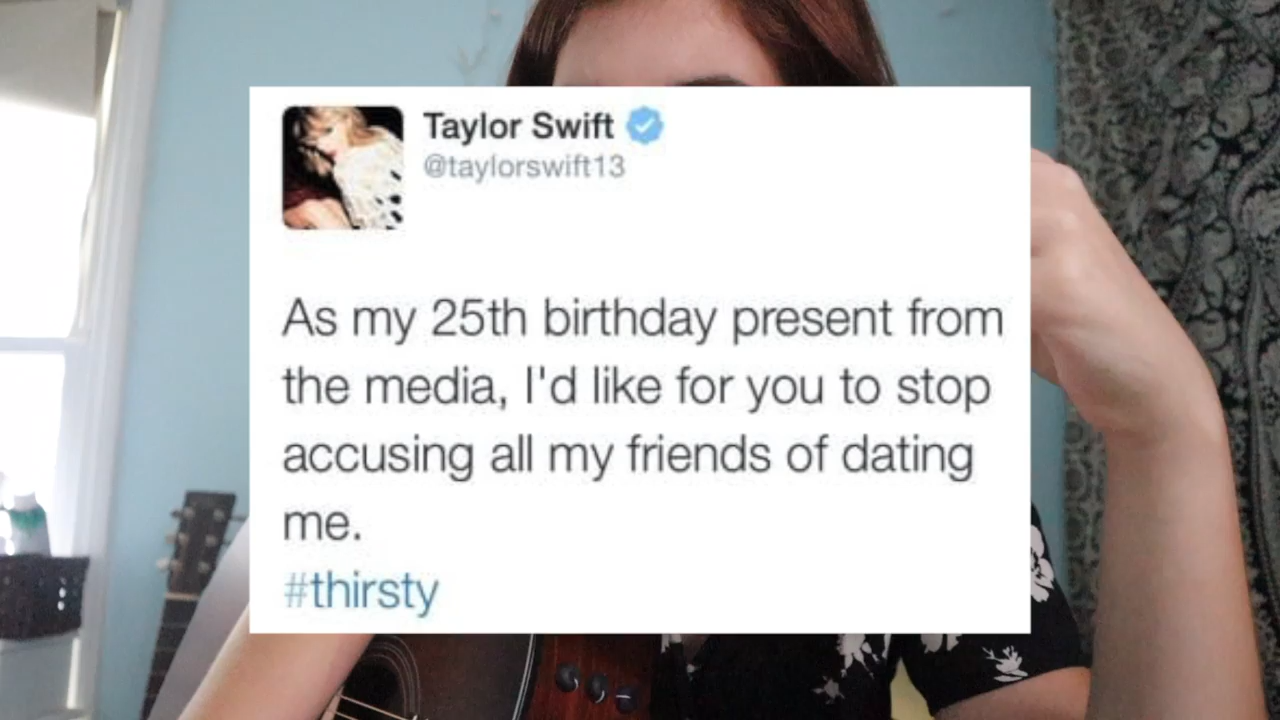 Taylor Swift
@taylorswift13
As my 25th birthday present from
the media, I'd like for you to stop
accusing all my friends of dating
me.
#thirsty